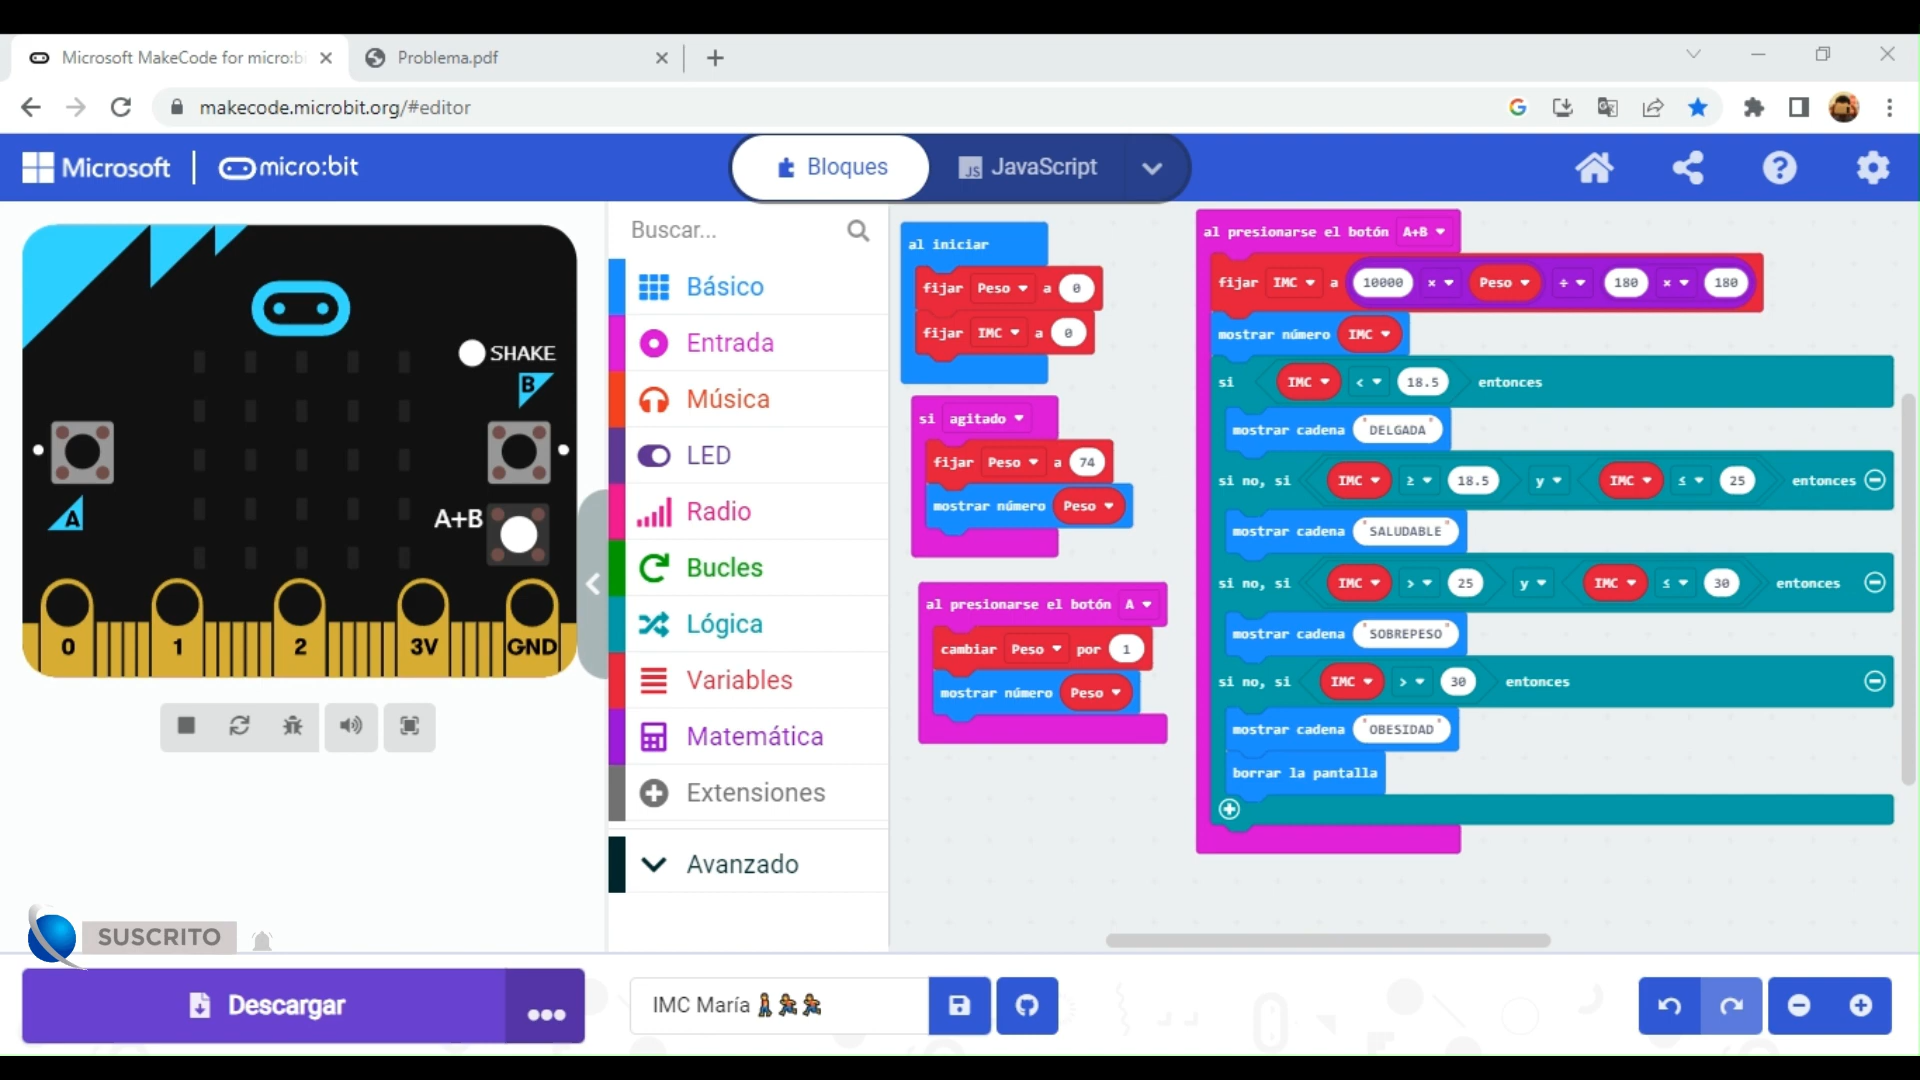 Microsoft MakeCode for micro:bi
Problema.pdf
makecode.microbit.org/#editor
Microsoft | micro:bit
Bloques
JavaScript
SHAKE
B
A
A+B
0 1 2 3V GND
Buscar...
Básico
Entrada
Música
LED
Radio
Bucles
Lógica
Variables
Matemática
Extensiones
Avanzado
al iniciar
fijar Peso a 0
fijar IMC a 0
si agitado
fijar Peso a 74
mostrar número Peso
al presionarse el botón A
cambiar Peso por 1
mostrar número Peso
al presionarse el botón A+B
fijar IMC a 10000 × Peso ÷ 180 × 180
mostrar número IMC
si IMC < 18.5 entonces
mostrar cadena "DELGADA"
si no, si IMC ≥ 18.5 y IMC ≤ 25 entonces
mostrar cadena "SALUDABLE"
si no, si IMC > 25 y IMC ≤ 30 entonces
mostrar cadena "SOBREPESO"
si no, si IMC > 30 entonces
mostrar cadena "OBESIDAD"
borrar la pantalla
SUSCRITO
Descargar
IMC María